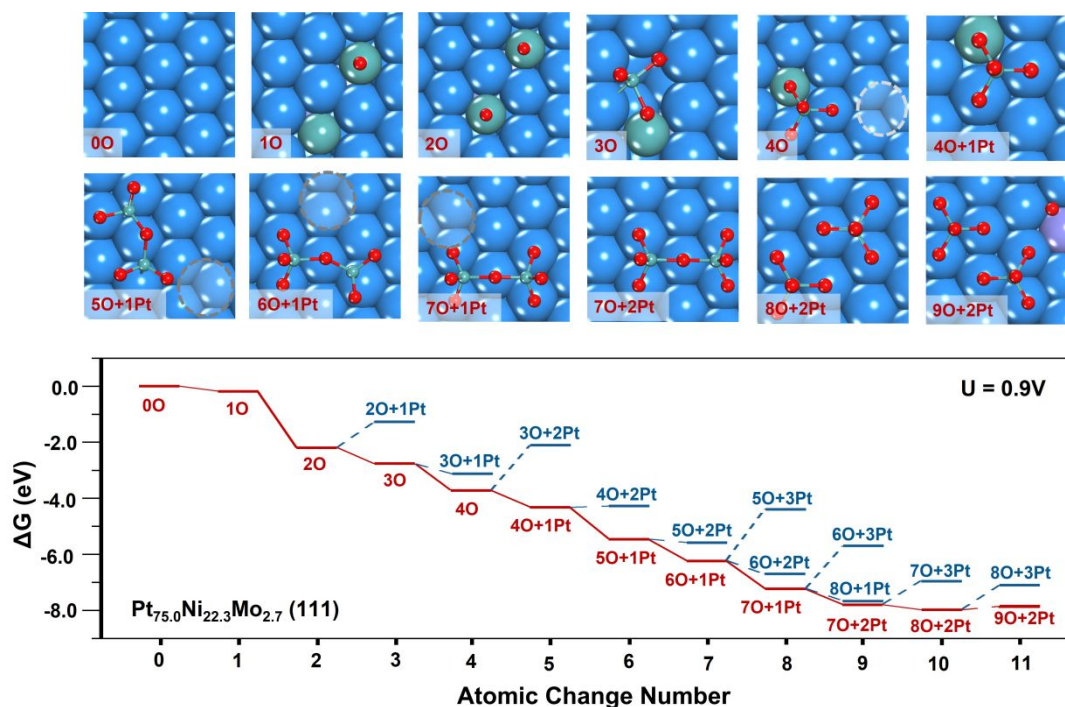 0O
1O
2O
3O
4O
4O+1Pt
5O+1Pt
6O+1Pt
7O+1Pt
7O+2Pt
8O+2Pt
9O+2Pt
U = 0.9V
0.0
-2.0
-4.0
-6.0
-8.0
ΔG (eV)
0O
1O
2O
2O+1Pt
3O
3O+1Pt
4O
3O+2Pt
4O+1Pt
4O+2Pt
5O+1Pt
5O+2Pt
6O+1Pt
5O+3Pt
6O+2Pt
7O+1Pt
6O+3Pt
8O+1Pt
7O+2Pt
7O+3Pt
8O+2Pt
8O+3Pt
9O+2Pt
Pt75.0Ni22.3Mo2.7 (111)
0 1 2 3 4 5 6 7 8 9 10 11
Atomic Change Number